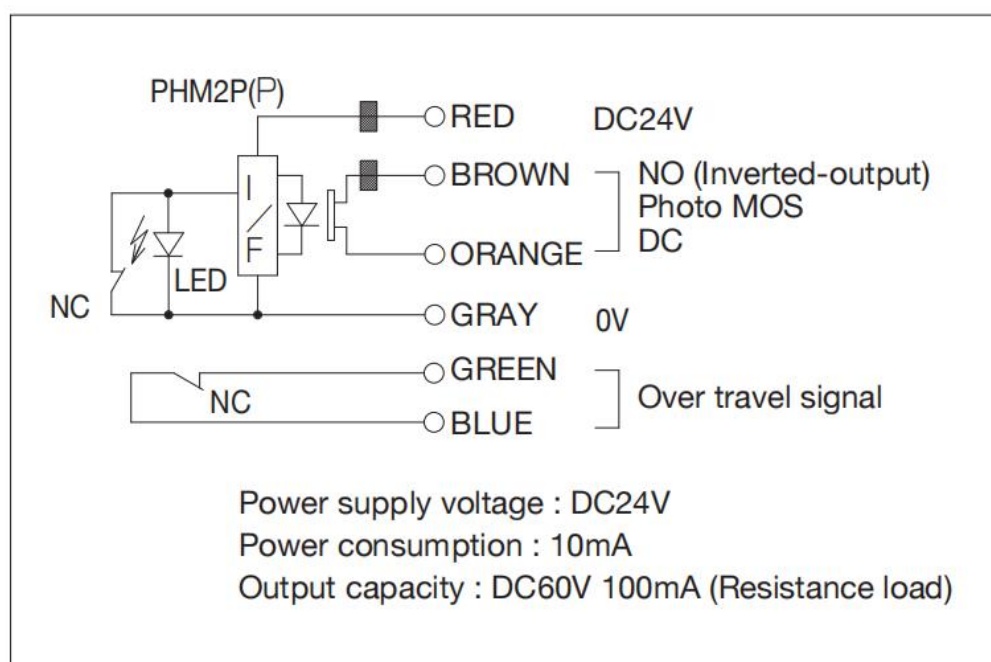 PHM2P(P)
RED DC24V
BROWN NO (Inverted-output)
Photo MOS
I/F
ORANGE DC
LED
NC
GRAY 0V
GREEN
NC
Over travel signal
BLUE
Power supply voltage : DC24V
Power consumption : 10mA
Output capacity : DC60V 100mA (Resistance load)